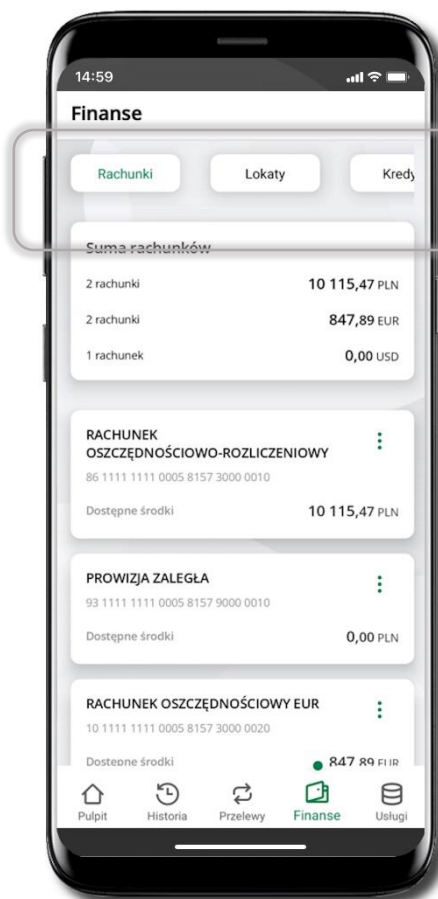 14:59
Finanse
Rachunki Lokaty Kredy
Suma rachunków
2 rachunki 10 115,47 PLN
2 rachunki 847,89 EUR
1 rachunek 0,00 USD
RACHUNEK
OSZCZĘDNOŚCIOWO-ROZLICZENIOWY
86 1111 1111 0005 8157 3000 0010
Dostępne środki 10 115,47 PLN
PROWIZJA ZALEGŁA
93 1111 1111 0005 8157 9000 0010
Dostępne środki 0,00 PLN
RACHUNEK OSZCZĘDNOŚCIOWY EUR
10 1111 1111 0005 8157 3000 0020
Dostępne środki 847,89 EUR
Pulpit Historia Przelewy Finanse Usługi